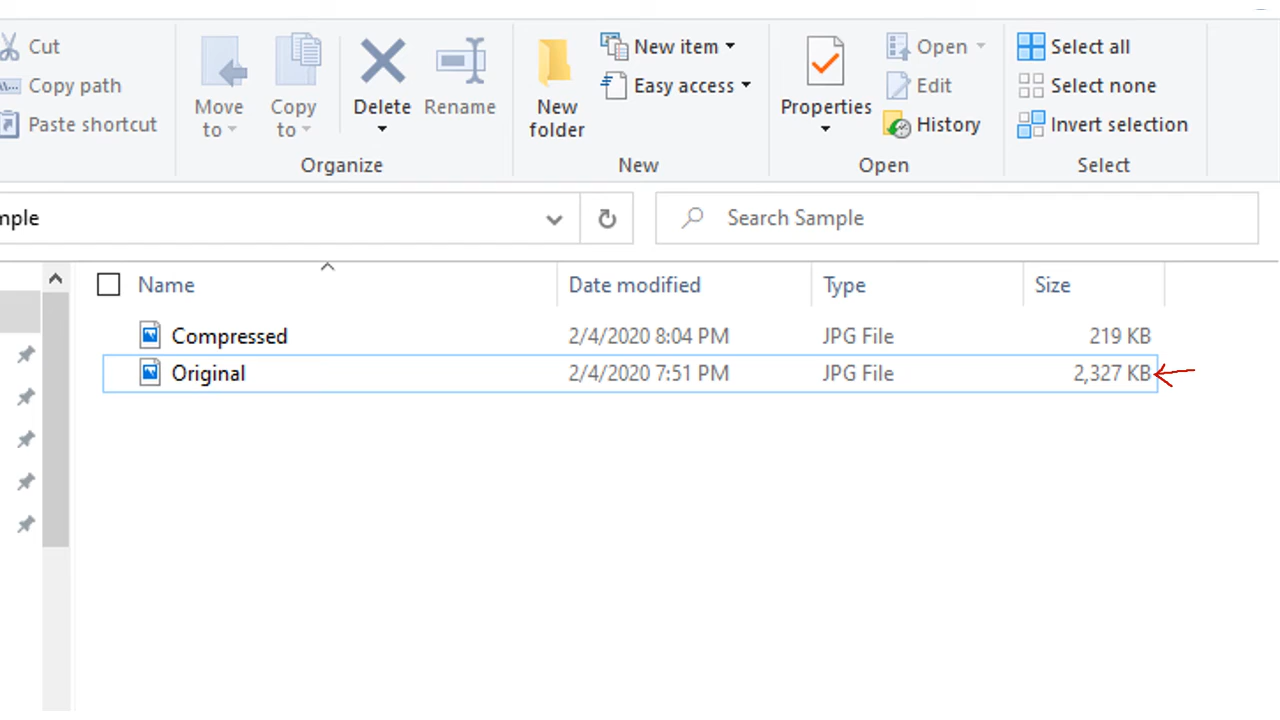 Cut
Copy path
Paste shortcut
Move to
Copy to
Delete
Rename
Organize
New folder
New item
Easy access
New
Properties
Open
Edit
History
Open
Select all
Select none
Invert selection
Select
mple
Search Sample
Name Date modified Type Size
Compressed 2/4/2020 8:04 PM JPG File 219 KB
Original 2/4/2020 7:51 PM JPG File 2,327 KB